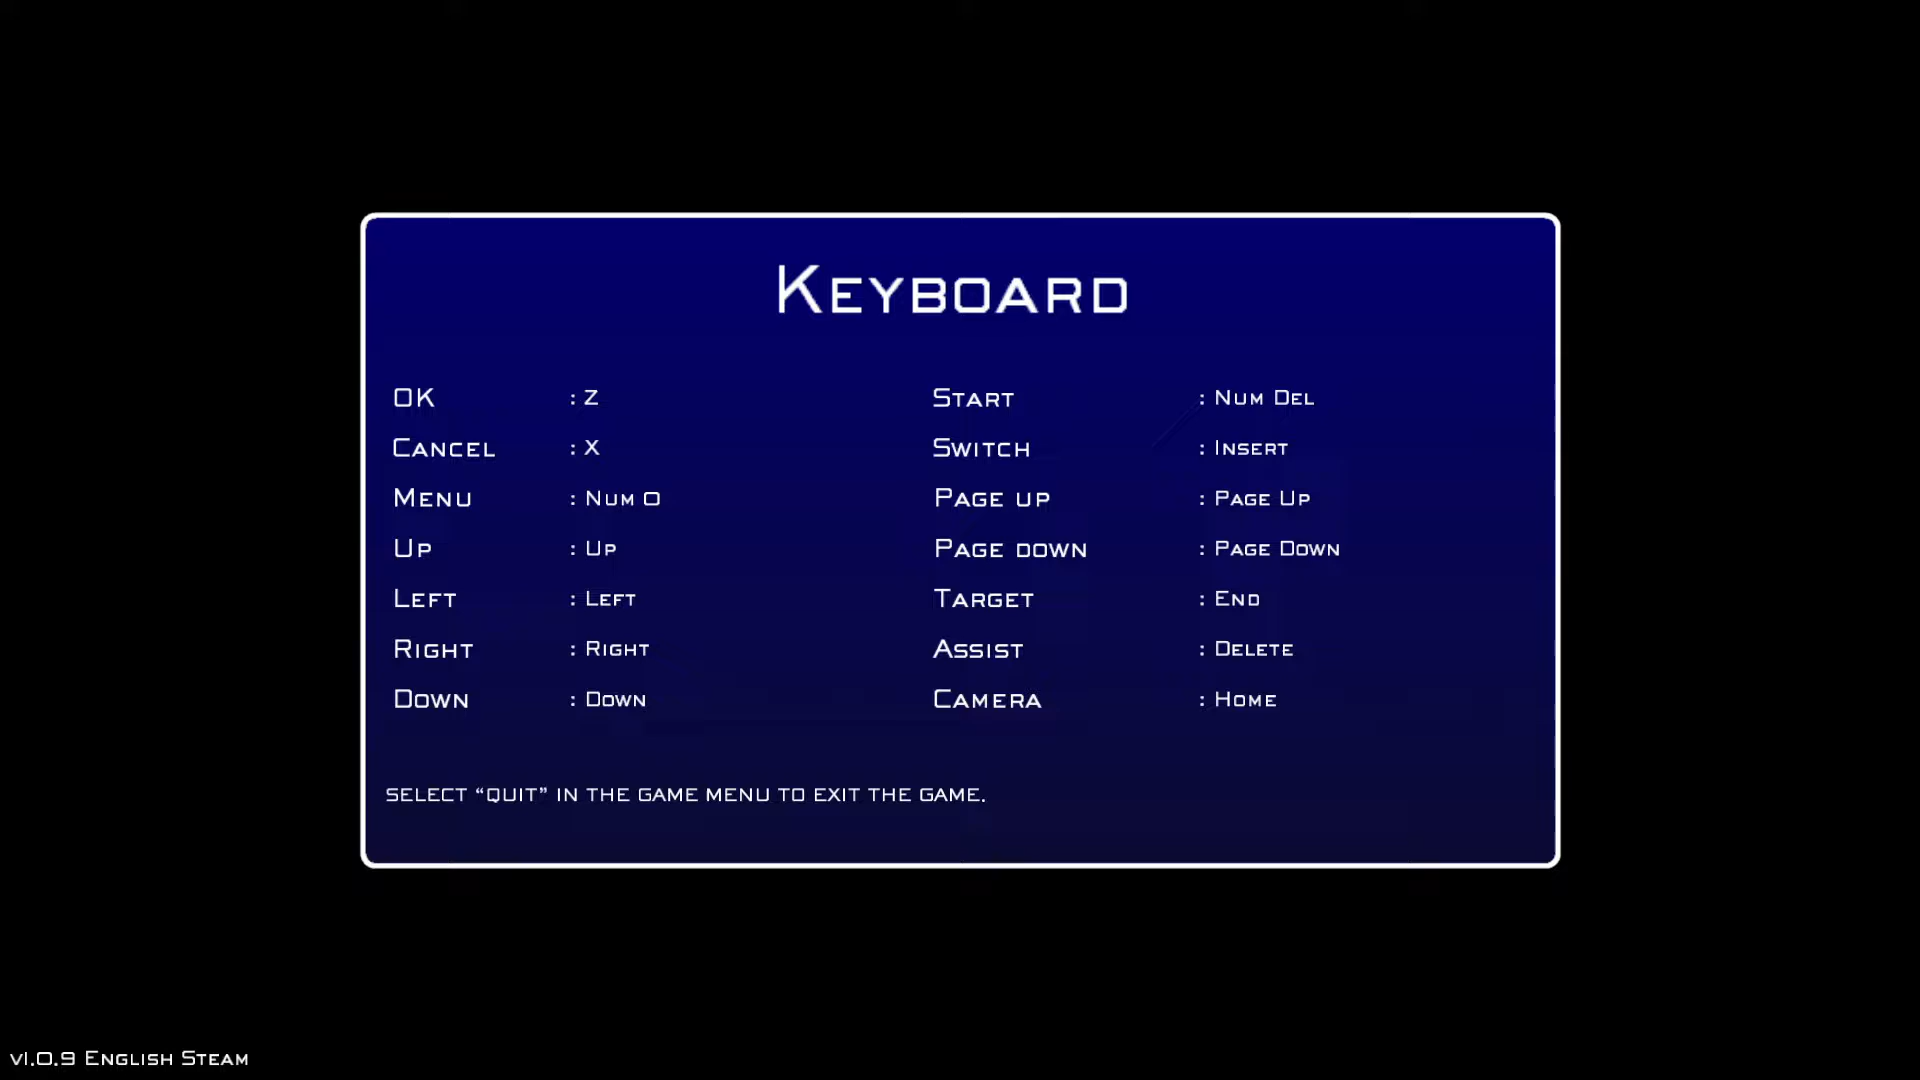 Keyboard
OK : Z Start : Num Del
Cancel : X Switch : Insert
Menu : Num 0 Page up : Page Up
Up : Up Page down : Page Down
Left : Left Target : End
Right : Right Assist : Delete
Down : Down Camera : Home
SELECT “QUIT” IN THE GAME MENU TO EXIT THE GAME.
v1.0.9 English Steam